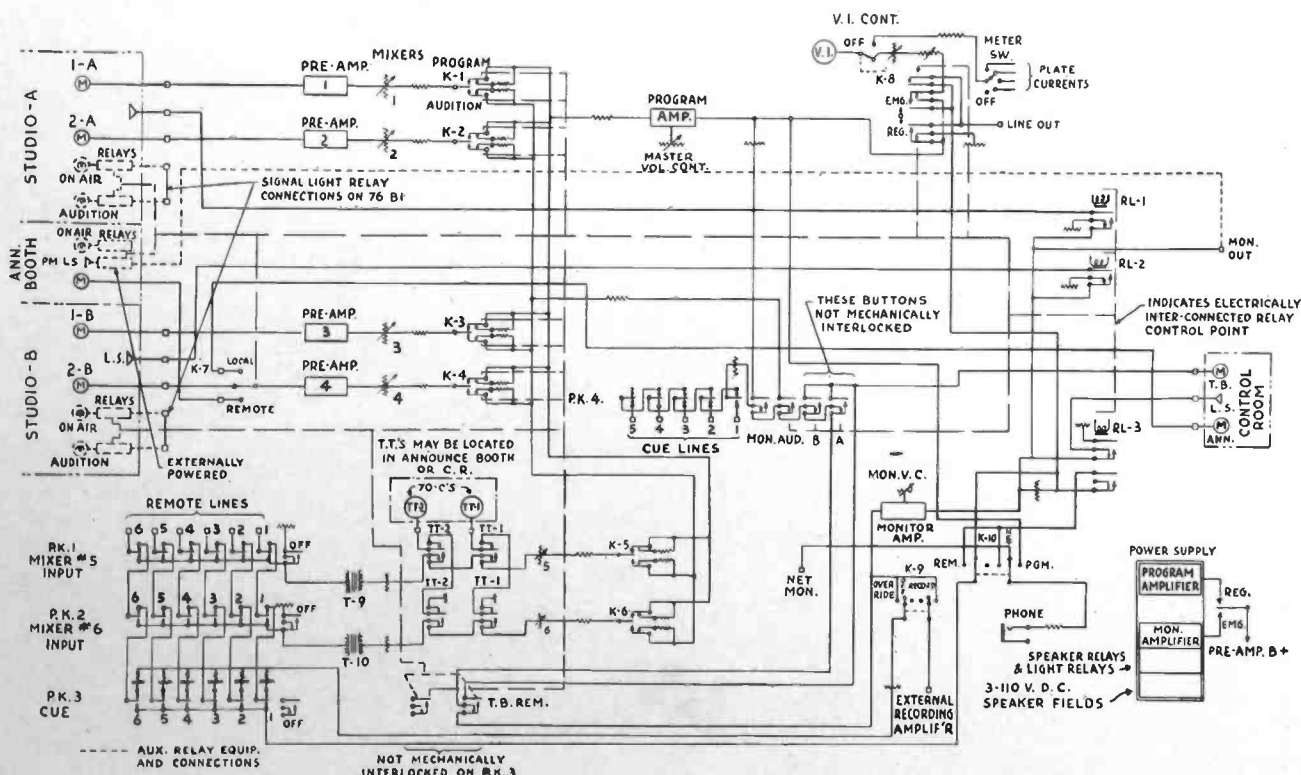 V.I. CONT.
OFF
METER
SW.
V.I.
PLATE
CURRENTS
OFF
K-8
EMG.
REG.
LINE OUT
STUDIO-A
1-A
M
2-A
M
RELAYS
ON AIR
AUDITION
PRE-AMP.
1
MIXERS
1
PROGRAM
K-1
AUDITION
PRE-AMP.
2
2
K-2
PROGRAM
AMP.
MASTER
VOL. CONT.
SIGNAL LIGHT RELAY
CONNECTIONS ON 76 B1
ANN.
BOOTH
ON AIR RELAYS
PM LS
M
RL-1
RL-2
MON.
OUT
INDICATES ELECTRICALLY
INTER-CONNECTED RELAY
CONTROL POINT
STUDIO-B
1-B
M
L.S.
2-B
M
RELAYS
ON AIR
AUDITION
K-7
LOCAL
REMOTE
PRE-AMP.
3
3
K-3
PRE-AMP.
4
4
K-4
P.K.4.
THESE BUTTONS
NOT MECHANICALLY
INTERLOCKED
5 4 3 2 1
CUE LINES
MON. AUD. B A
M
T.B.
L.S.
M
ANN.
CONTROL
ROOM
RL-3
EXTERNALLY
POWERED
T.T.'S MAY BE LOCATED
IN ANNOUNCE BOOTH
OR C.R.
70-C'S
TT-2
TT-1
TT-2
TT-1
TT-2
TT-1
REMOTE LINES
6 5 4 3 2 1
OFF
P.K.1
MIXER #5
INPUT
T-9
5
K-5
6 5 4 3 2 1
OFF
P.K.2
MIXER #6
INPUT
T-10
6
K-6
P.K.3
CUE
6 5 4 3 2 1
OFF
T.B. REM.
NOT MECHANICALLY
INTERLOCKED ON P.K.3
AUX. RELAY EQUIP.
AND CONNECTIONS
MON. V.C.
MONITOR
AMP.
NET
MON.
K-9
OVER
RIDE
RECORD
EXTERNAL
RECORDING
AMPLIF'R
REM.
K-10
PGM.
PHONE
POWER SUPPLY
PROGRAM
AMPLIFIER
MON.
AMPLIFIER
REG.
EMG.
PRE-AMP. B+
SPEAKER RELAYS
& LIGHT RELAYS
3-110 V. D.C.
SPEAKER FIELDS